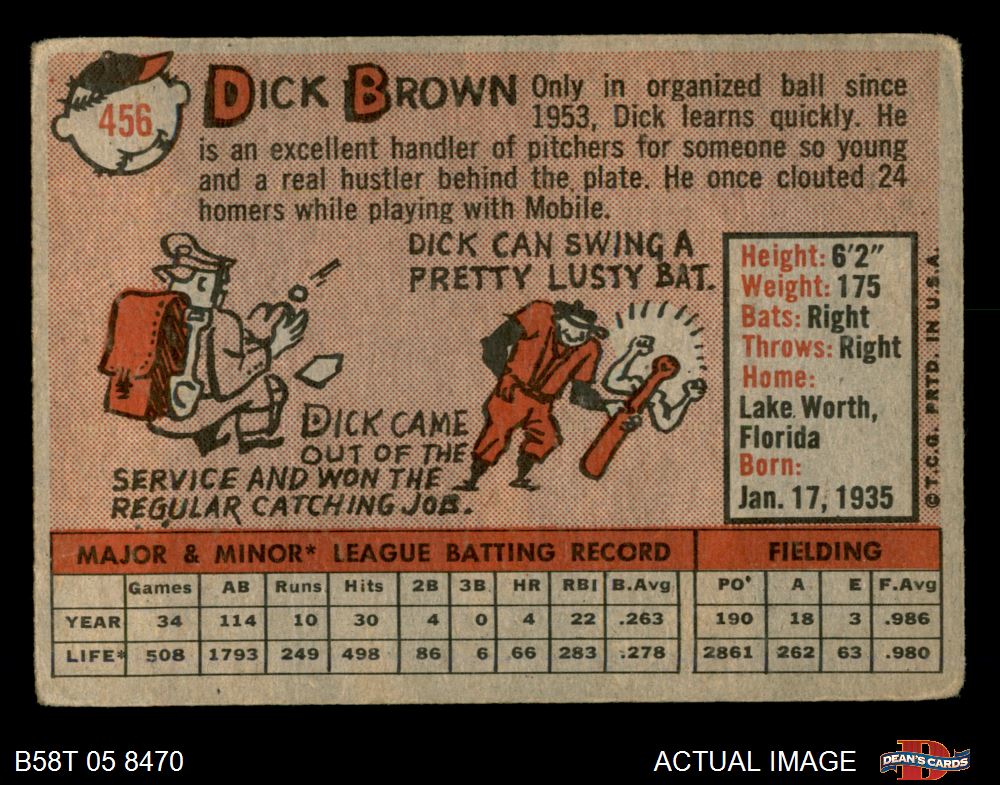 456
DICK BROWN
Only in organized ball since
1953, Dick learns quickly. He
is an excellent handler of pitchers for someone so young
and a real hustler behind the plate. He once clouted 24
homers while playing with Mobile.
DICK CAN SWING A
PRETTY LUSTY BAT.
DICK CAME
OUT OF THE
SERVICE AND WON THE
REGULAR CATCHING JOB.
Height: 6'2"
Weight: 175
Bats: Right
Throws: Right
Home:
Lake Worth,
Florida
Born:
Jan. 17, 1935
© T.C.G. PRTD. IN U.S.A.
MAJOR & MINOR* LEAGUE BATTING RECORD FIELDING
Games AB Runs Hits 2B 3B HR RBI B.Avg PO' A E F.Avg
YEAR 34 114 10 30 4 0 4 22 .263 190 18 3 .986
LIFE* 508 1793 249 498 86 6 66 283 .278 2861 262 63 .980
B58T 05 8470
ACTUAL IMAGE
D
DEAN'S CARDS